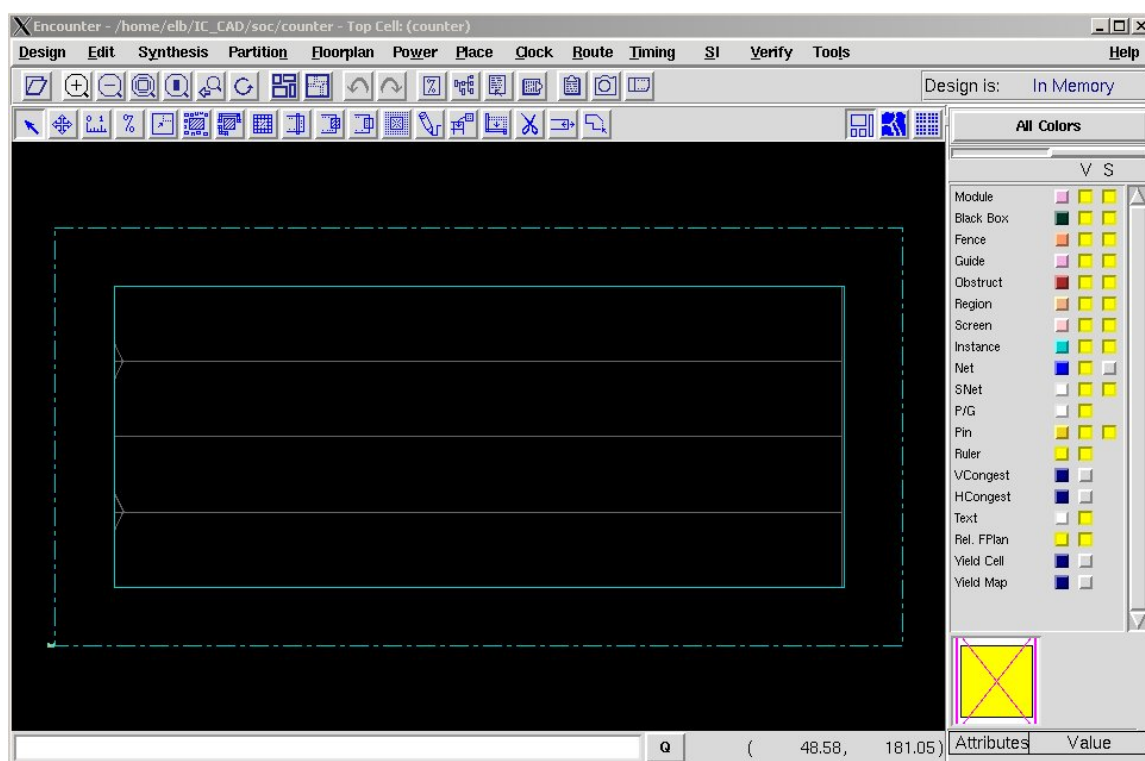 Encounter - /home/elb/IC_CAD/soc/counter - Top Cell: (counter)
Design Edit Synthesis Partition Floorplan Power Place Clock Route Timing SI Verify Tools Help
Design is: In Memory
All Colors
V S
Module
Black Box
Fence
Guide
Obstruct
Region
Screen
Instance
Net
SNet
P/G
Pin
Ruler
VCongest
HCongest
Text
Rel. FPlan
Yield Cell
Yield Map
Q ( 48.58, 181.05)
Attributes Value